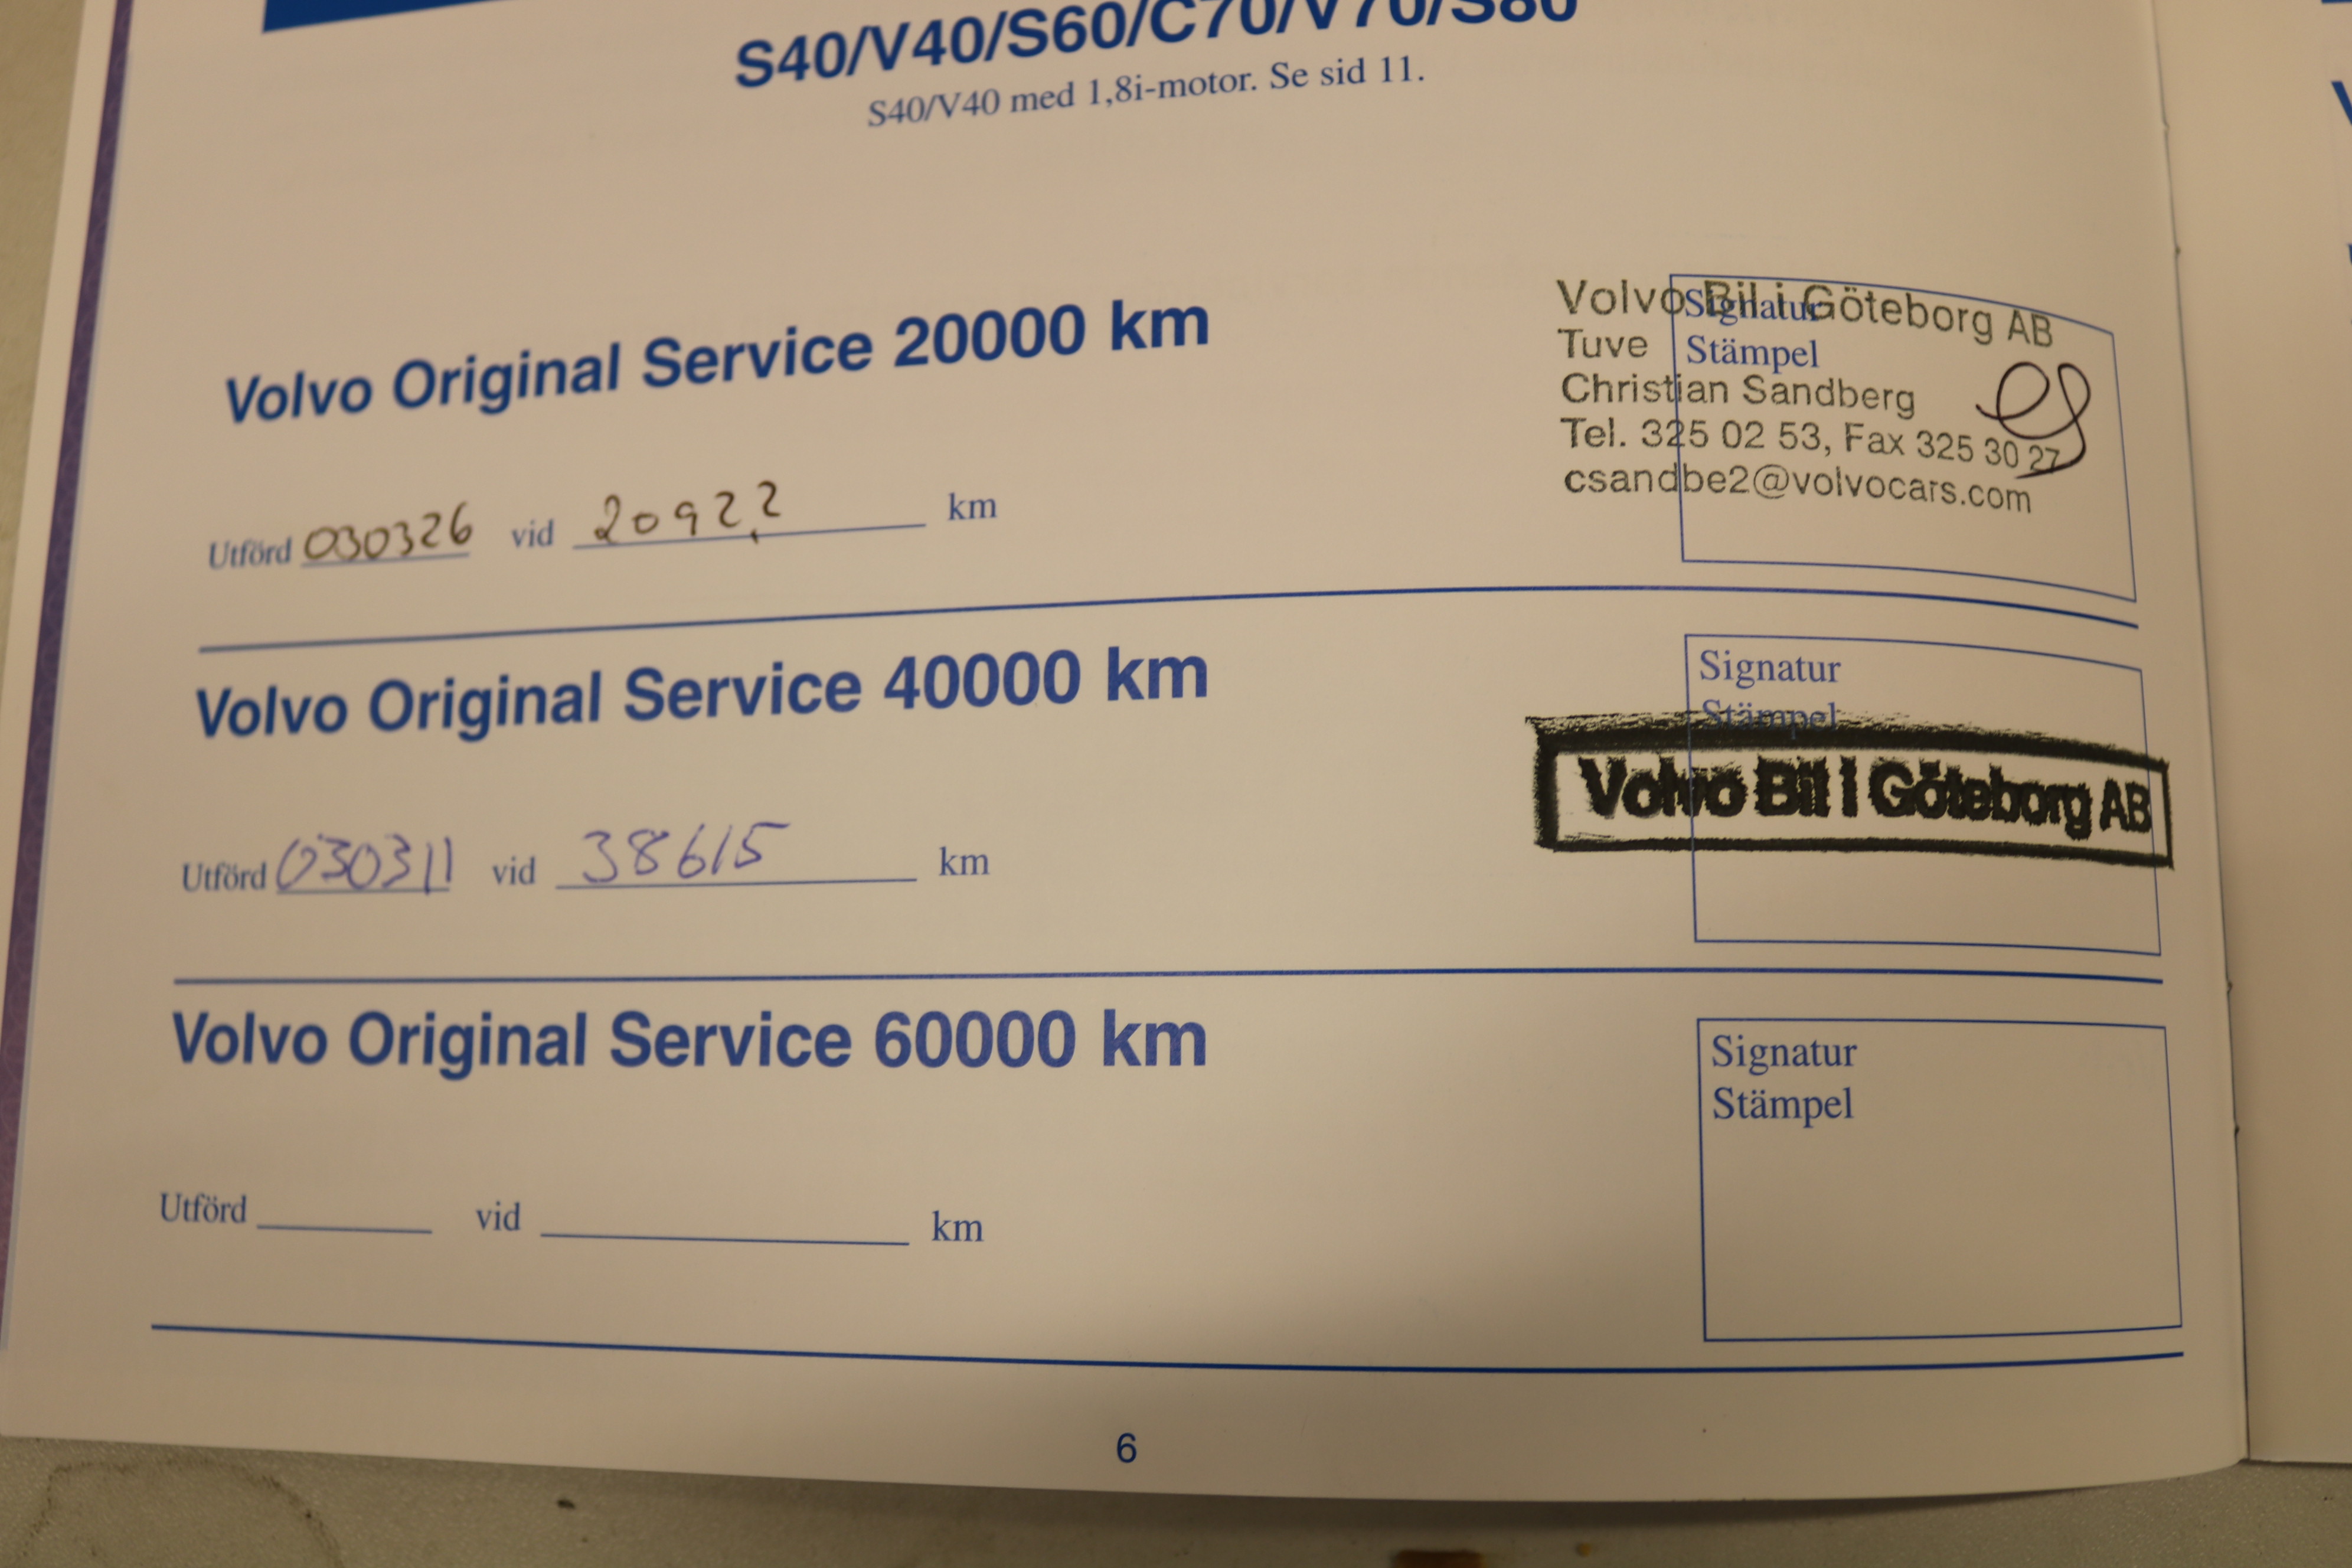 S40/V40/S60/C70/V70/S80
S40/V40 med 1,8i-motor. Se sid 11.
Volvo Original Service 20000 km
Utförd 030326 vid 20922 km
Signatur
Stämpel
Volvo Bil i Göteborg AB
Tuve
Christian Sandberg
Tel. 325 02 53, Fax 325 30 27
csandbe2@volvocars.com
Volvo Original Service 40000 km
Utförd 030311 vid 38615 km
Signatur
Stämpel
Volvo Bil i Göteborg AB
Volvo Original Service 60000 km
Utförd vid km
Signatur
Stämpel
6